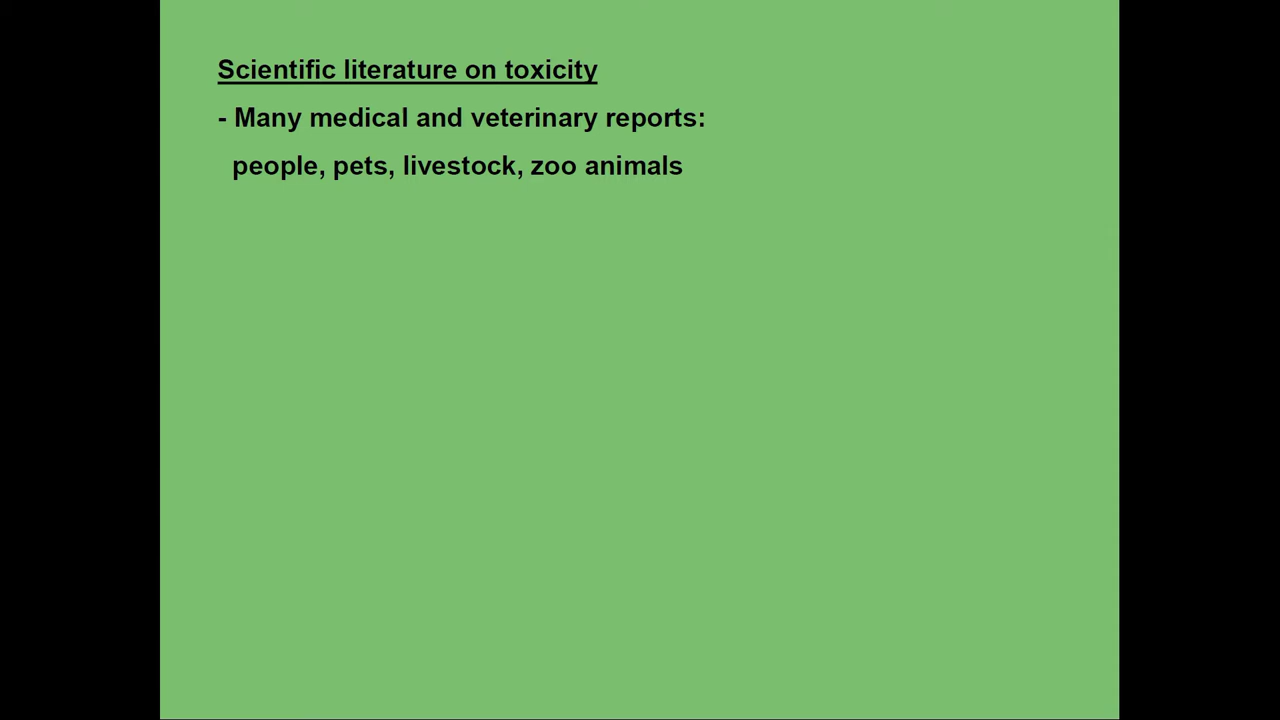 Scientific literature on toxicity
- Many medical and veterinary reports:
people, pets, livestock, zoo animals